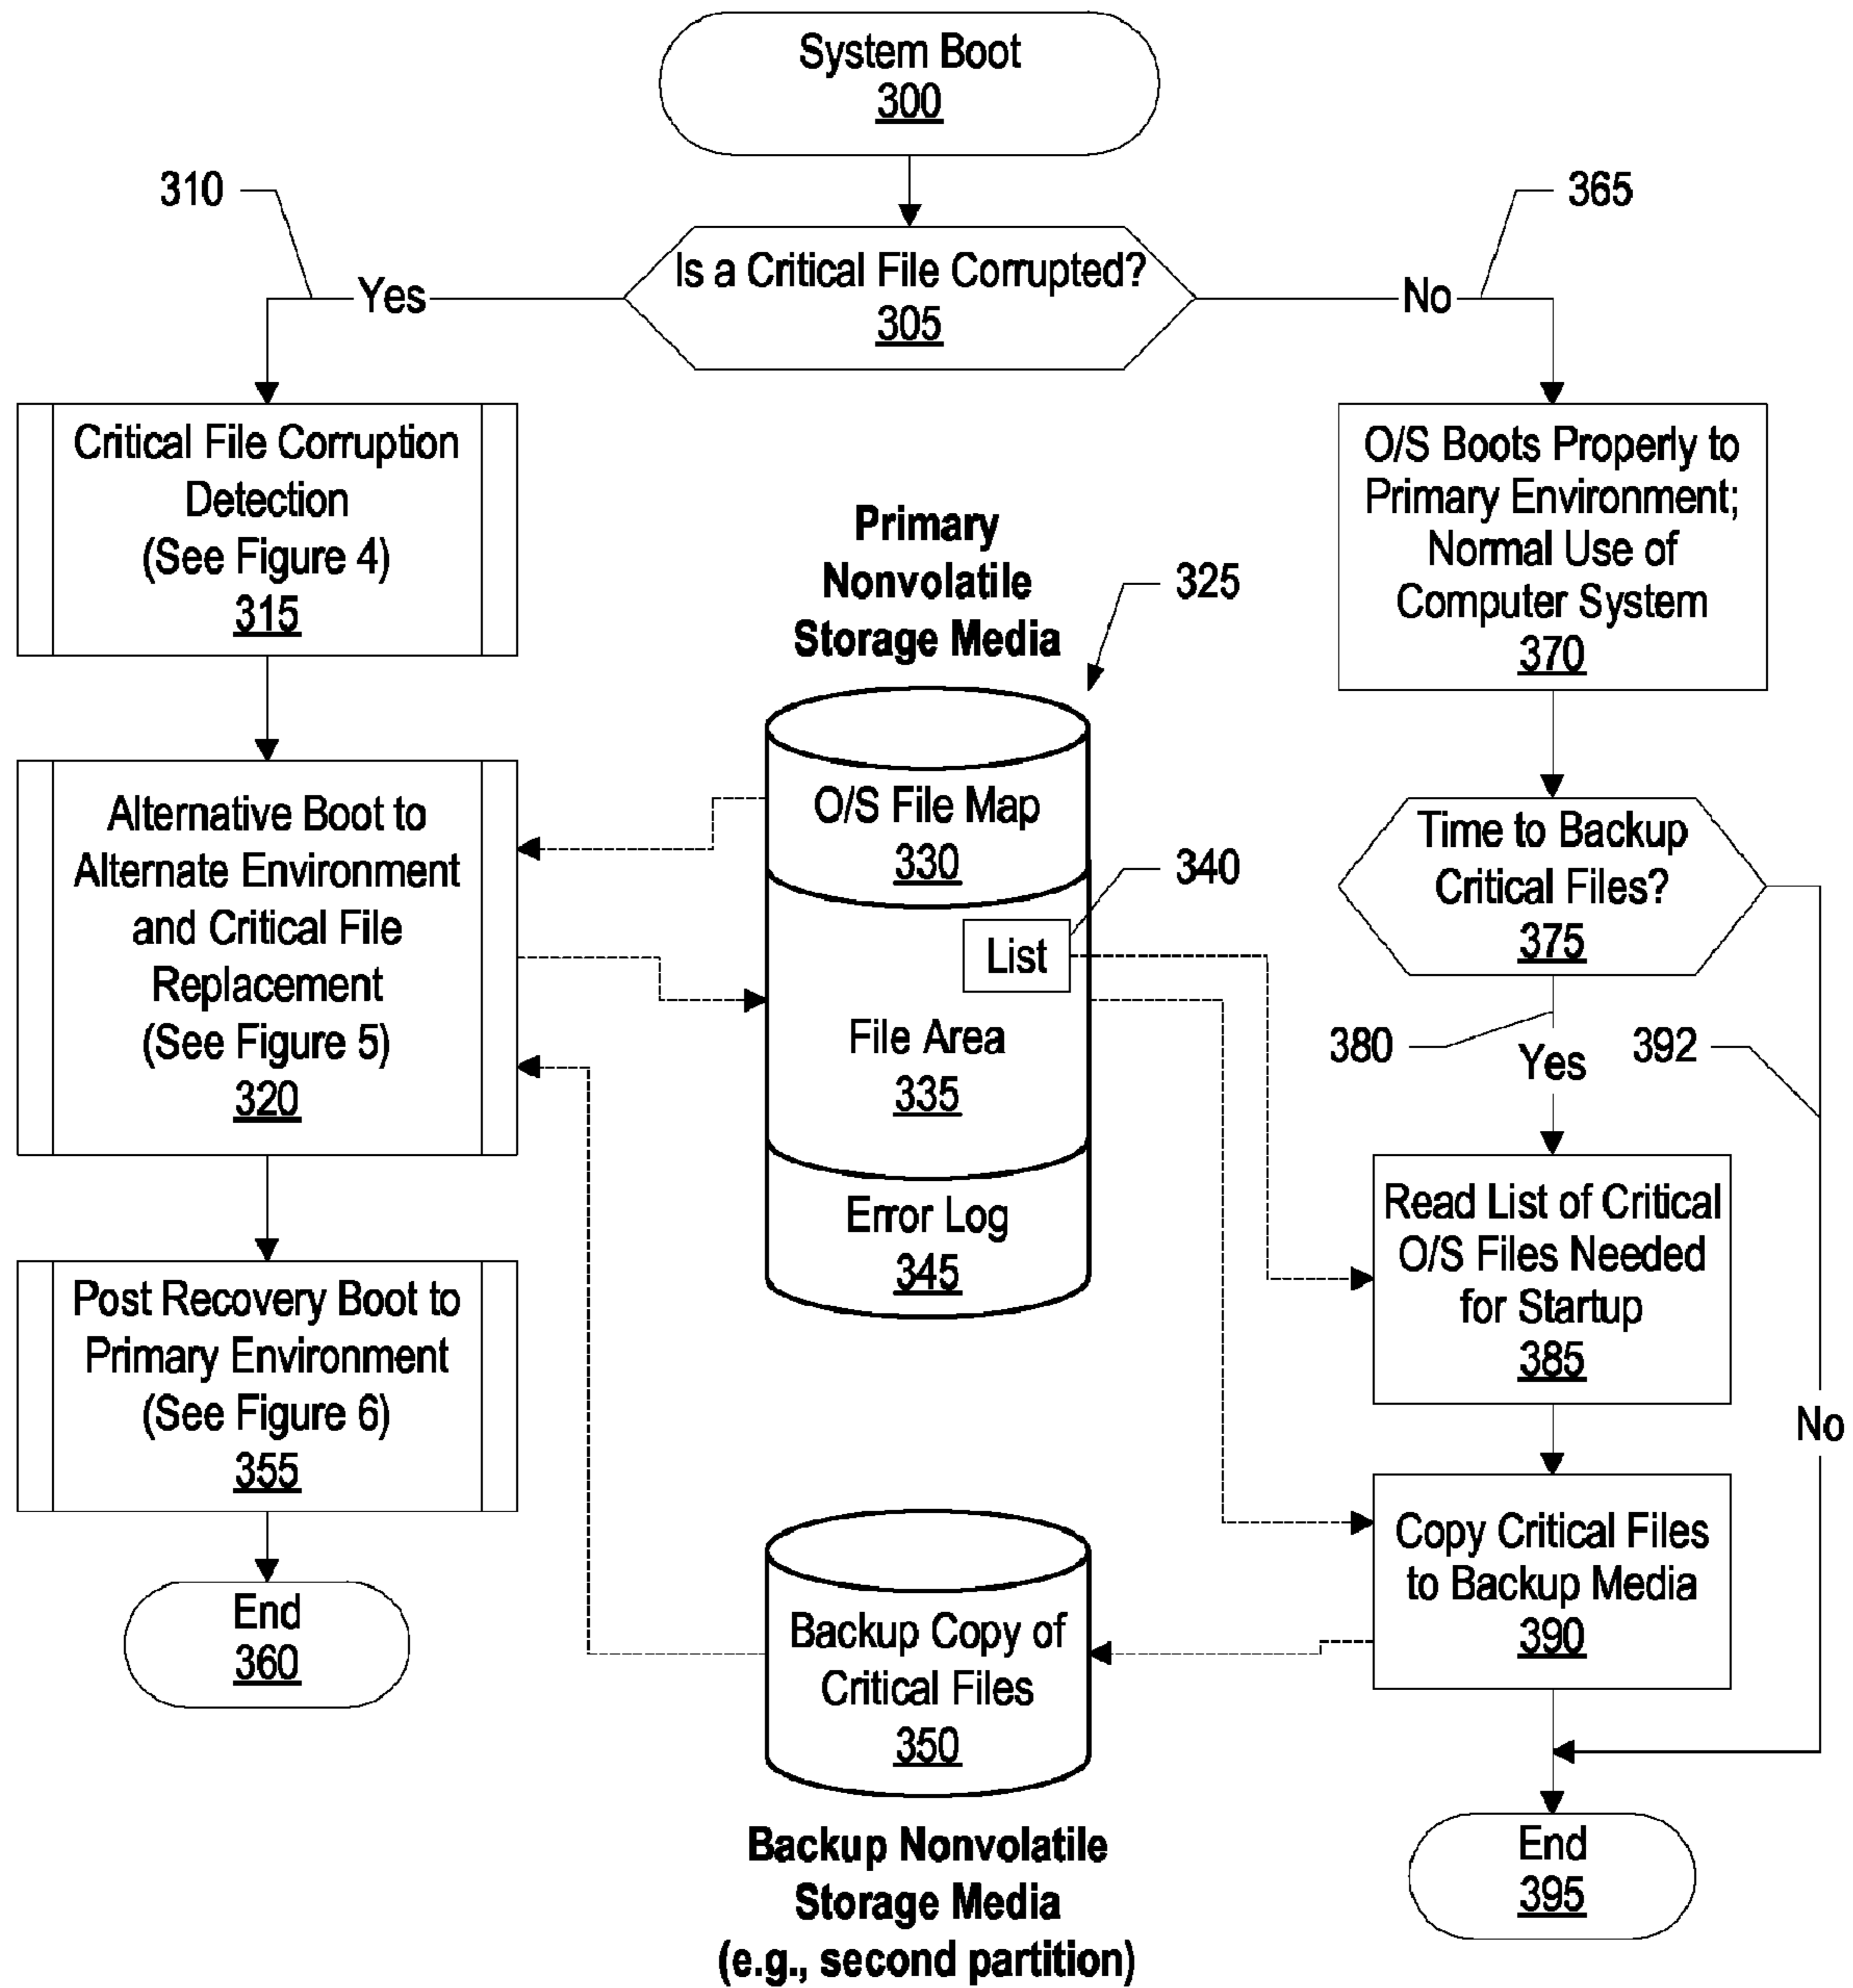 System Boot
300
310
365
Is a Critical File Corrupted?
305
Yes
No
Critical File Corruption
Detection
(See Figure 4)
315
O/S Boots Properly to
Primary Environment;
Normal Use of
Computer System
370
Primary
Nonvolatile
Storage Media
325
Alternative Boot to
Alternate Environment
and Critical File
Replacement
(See Figure 5)
320
O/S File Map
330
340
List
File Area
335
Error Log
345
Time to Backup
Critical Files?
375
380
Yes
392
No
Read List of Critical
O/S Files Needed
for Startup
385
Post Recovery Boot to
Primary Environment
(See Figure 6)
355
Copy Critical Files
to Backup Media
390
End
360
Backup Copy of
Critical Files
350
Backup Nonvolatile
Storage Media
(e.g., second partition)
End
395